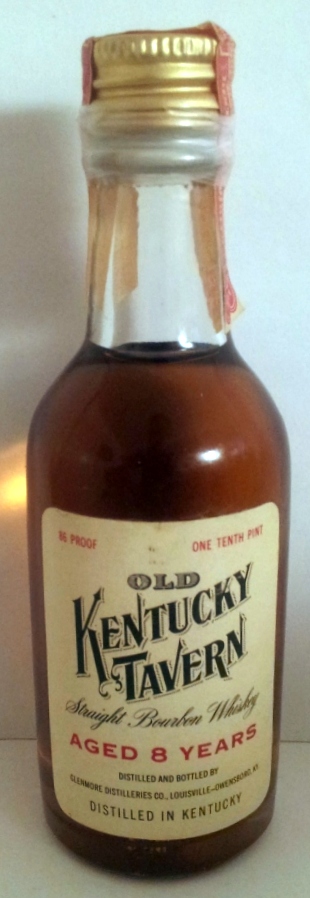 86 PROOF ONE TENTH PINT
OLD
KENTUCKY
TAVERN
Straight Bourbon Whiskey
AGED 8 YEARS
DISTILLED AND BOTTLED BY
GLENMORE DISTILLERIES CO., LOUISVILLE-OWENSBORO, KY.
DISTILLED IN KENTUCKY